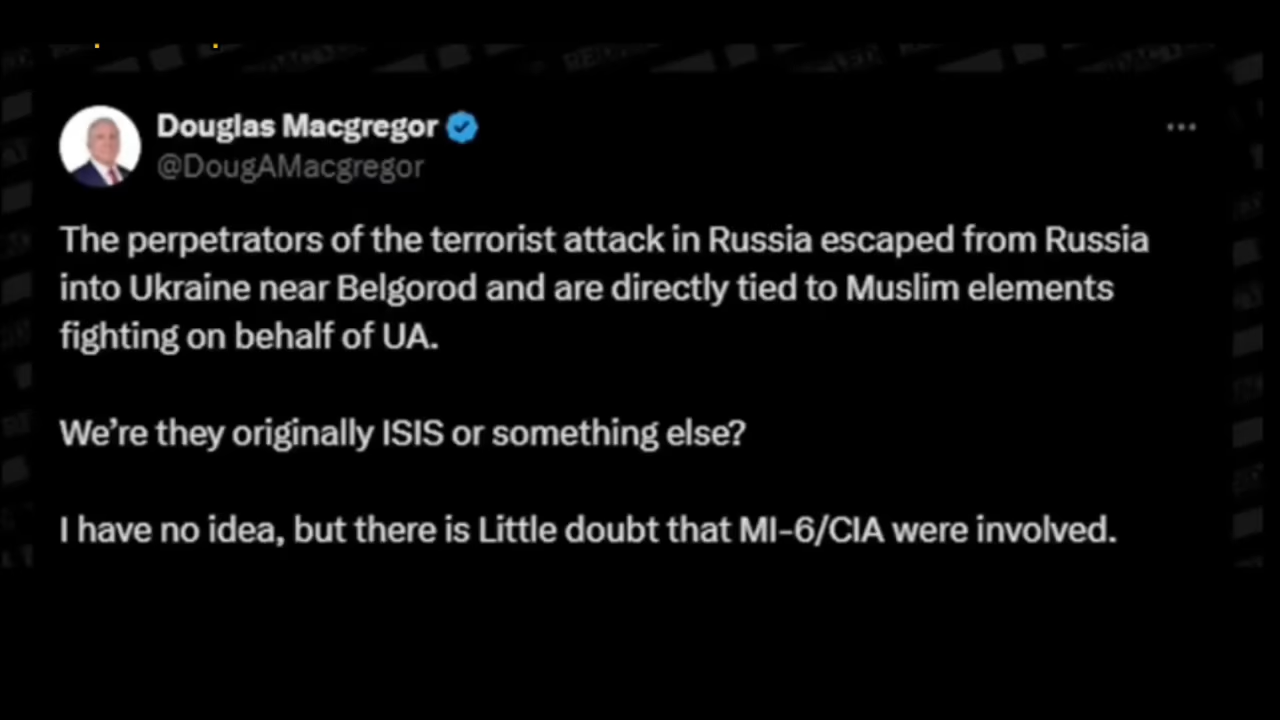 Douglas Macgregor
@DougAMacgregor
The perpetrators of the terrorist attack in Russia escaped from Russia
into Ukraine near Belgorod and are directly tied to Muslim elements
fighting on behalf of UA.
We’re they originally ISIS or something else?
I have no idea, but there is Little doubt that MI-6/CIA were involved.